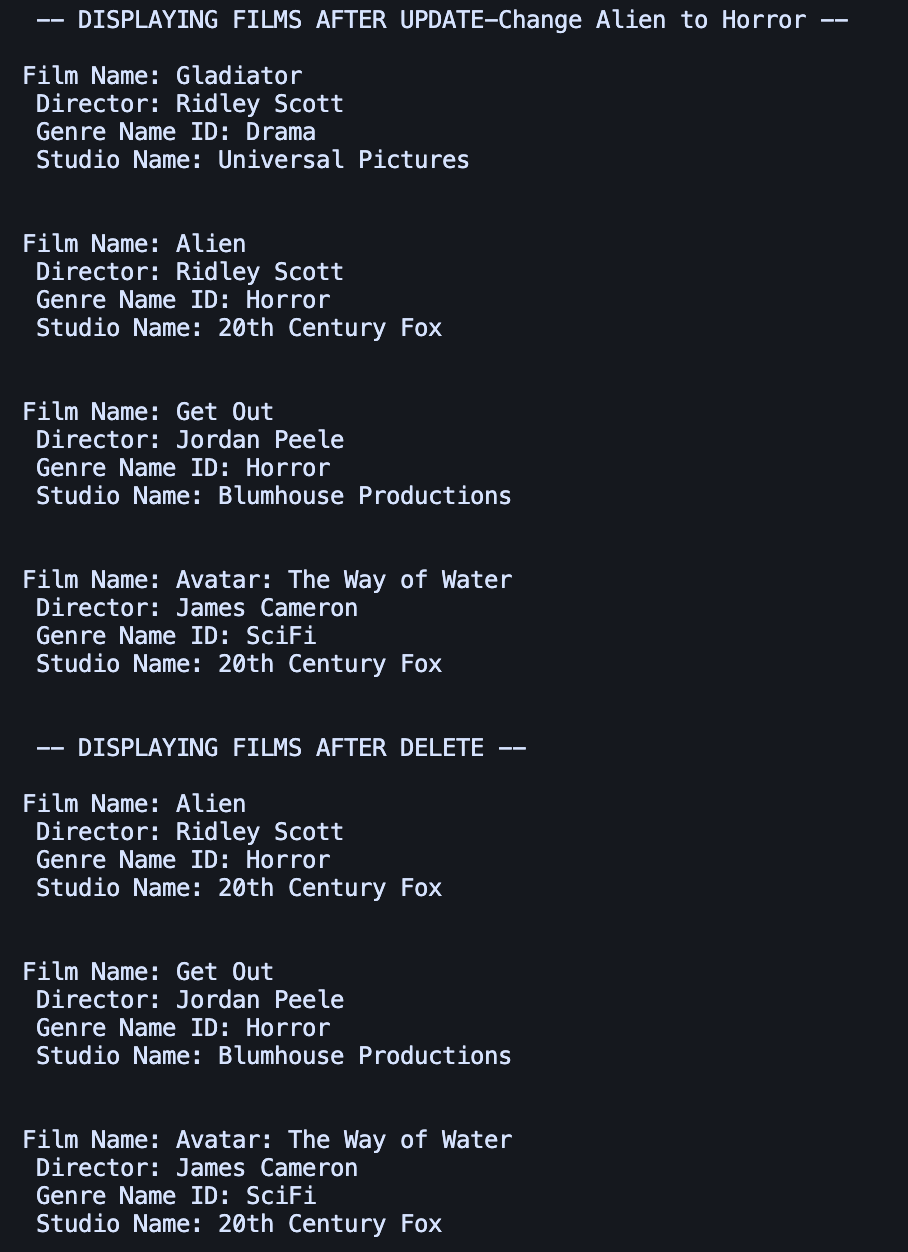 -- DISPLAYING FILMS AFTER UPDATE-Change Alien to Horror --
Film Name: Gladiator
Director: Ridley Scott
Genre Name ID: Drama
Studio Name: Universal Pictures
Film Name: Alien
Director: Ridley Scott
Genre Name ID: Horror
Studio Name: 20th Century Fox
Film Name: Get Out
Director: Jordan Peele
Genre Name ID: Horror
Studio Name: Blumhouse Productions
Film Name: Avatar: The Way of Water
Director: James Cameron
Genre Name ID: SciFi
Studio Name: 20th Century Fox
-- DISPLAYING FILMS AFTER DELETE --
Film Name: Alien
Director: Ridley Scott
Genre Name ID: Horror
Studio Name: 20th Century Fox
Film Name: Get Out
Director: Jordan Peele
Genre Name ID: Horror
Studio Name: Blumhouse Productions
Film Name: Avatar: The Way of Water
Director: James Cameron
Genre Name ID: SciFi
Studio Name: 20th Century Fox